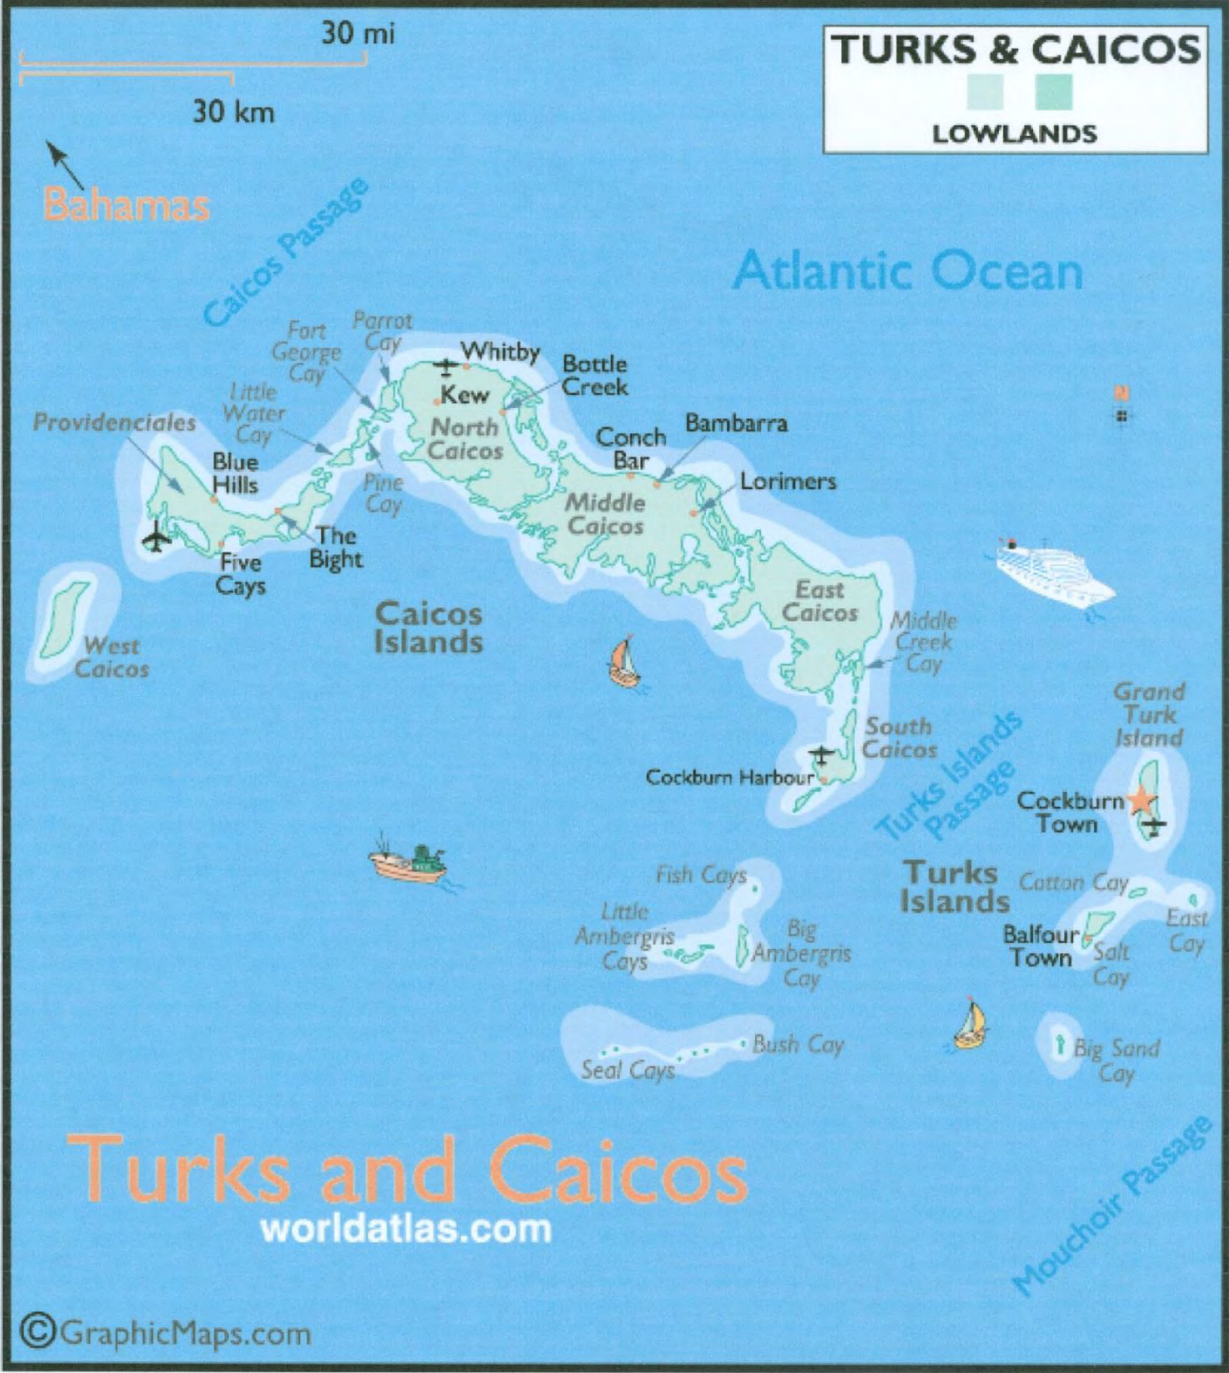 30 mi
30 km
TURKS & CAICOS
LOWLANDS
Bahamas
Caicos Passage
Atlantic Ocean
Fort
George
Cay
Parrot
Cay
Whitby
Bottle
Creek
Kew
Little
Water
Cay
North
Caicos
Providenciales
Conch
Bar
Bambarra
Blue
Hills
Pine
Cay
Lorimers
Middle
Caicos
The
Bight
Five
Cays
East
Caicos
Caicos
Islands
West
Caicos
Middle
Creek
Cay
Grand
Turk
Island
South
Caicos
Turks Islands
Passage
Cockburn Harbour
Cockburn
Town
Turks
Islands
Fish Cays
Cotton Cay
Little
Ambergris
Cays
Big
Ambergris
Cay
East
Cay
Balfour
Town
Salt
Cay
Bush Cay
Seal Cays
Big Sand
Cay
Turks and Caicos
worldatlas.com
Mouchoir Passage
©GraphicMaps.com